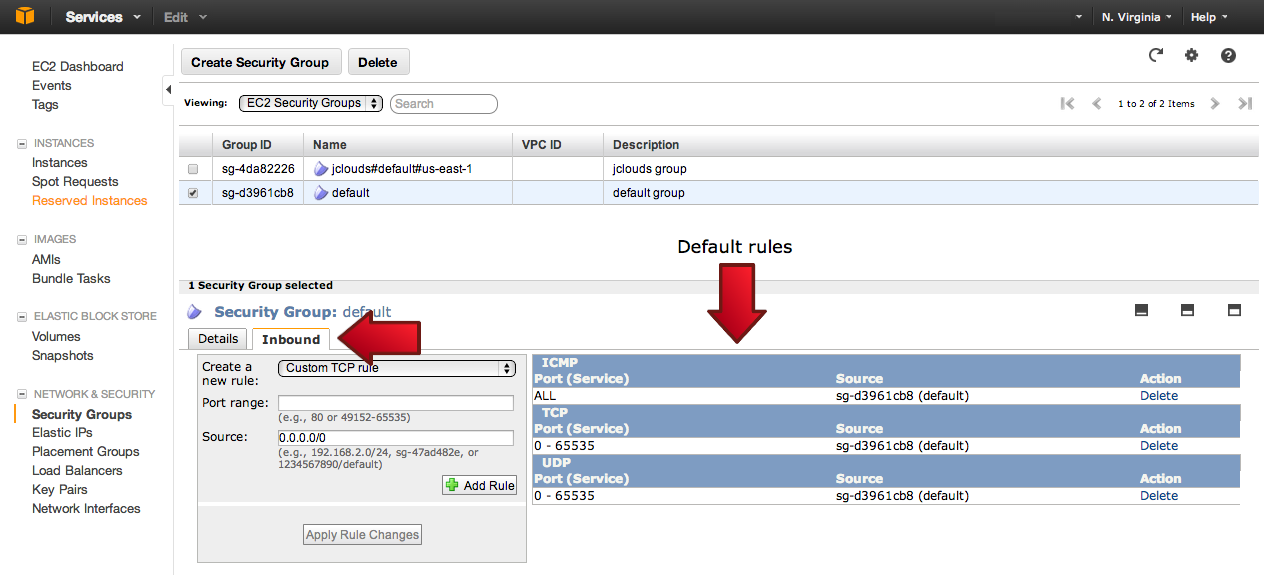 Services Edit N. Virginia Help
EC2 Dashboard
Events
Tags
INSTANCES
Instances
Spot Requests
Reserved Instances
IMAGES
AMIs
Bundle Tasks
ELASTIC BLOCK STORE
Volumes
Snapshots
NETWORK & SECURITY
Security Groups
Elastic IPs
Placement Groups
Load Balancers
Key Pairs
Network Interfaces
Create Security Group Delete
Viewing: EC2 Security Groups Search 1 to 2 of 2 Items
Group ID Name VPC ID Description
sg-4da82226 jclouds#default#us-east-1 jclouds group
sg-d3961cb8 default default group
Default rules
1 Security Group selected
Security Group: default
Details Inbound
Create a
new rule: Custom TCP rule
Port range:
(e.g., 80 or 49152-65535)
Source: 0.0.0.0/0
(e.g., 192.168.2.0/24, sg-47ad482e, or
1234567890/default)
Add Rule
Apply Rule Changes
ICMP
Port (Service) Source Action
ALL sg-d3961cb8 (default) Delete
TCP
Port (Service) Source Action
0 - 65535 sg-d3961cb8 (default) Delete
UDP
Port (Service) Source Action
0 - 65535 sg-d3961cb8 (default) Delete